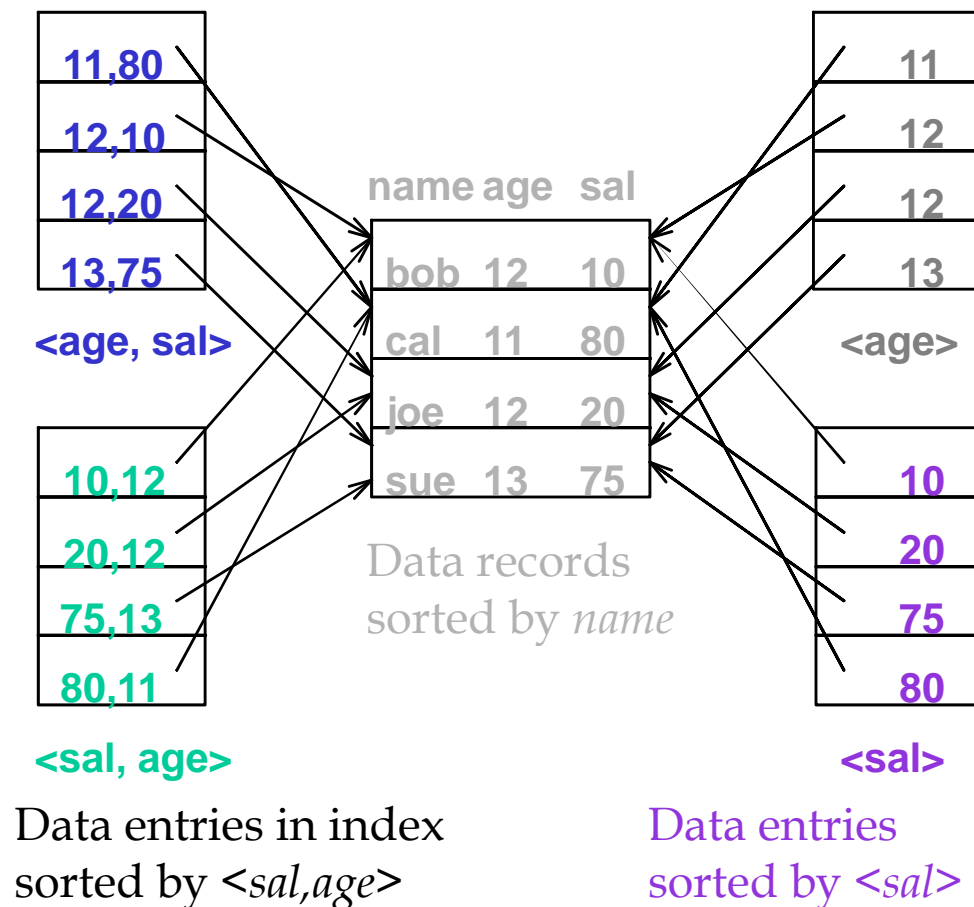 11,80
12,10
12,20
13,75
<age, sal>
10,12
20,12
75,13
80,11
<sal, age>
Data entries in index
sorted by <sal,age>
name age sal
bob 12 10
cal 11 80
joe 12 20
sue 13 75
Data records
sorted by name
11
12
12
13
<age>
10
20
75
80
<sal>
Data entries
sorted by <sal>